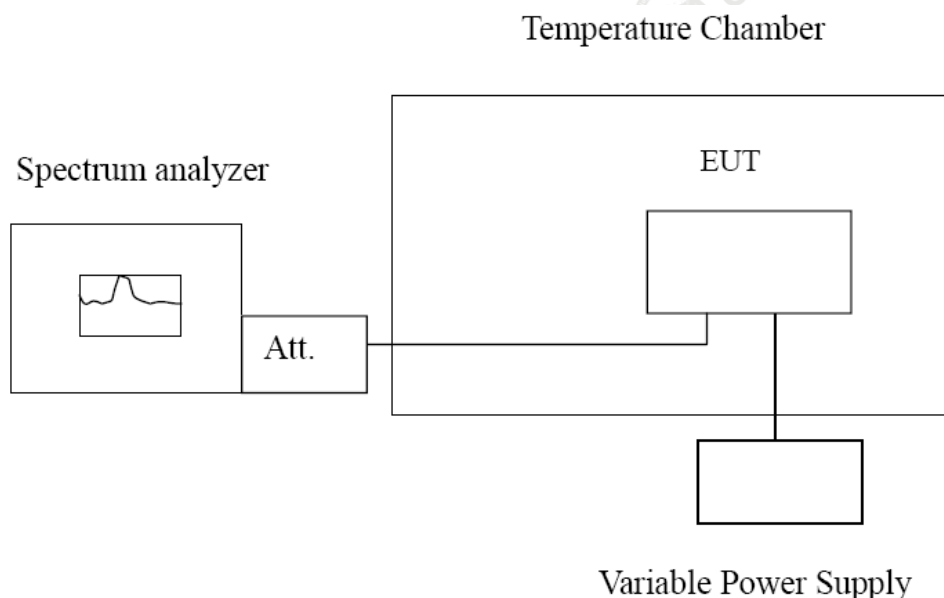 Temperature Chamber
Spectrum analyzer
EUT
Att.
Variable Power Supply